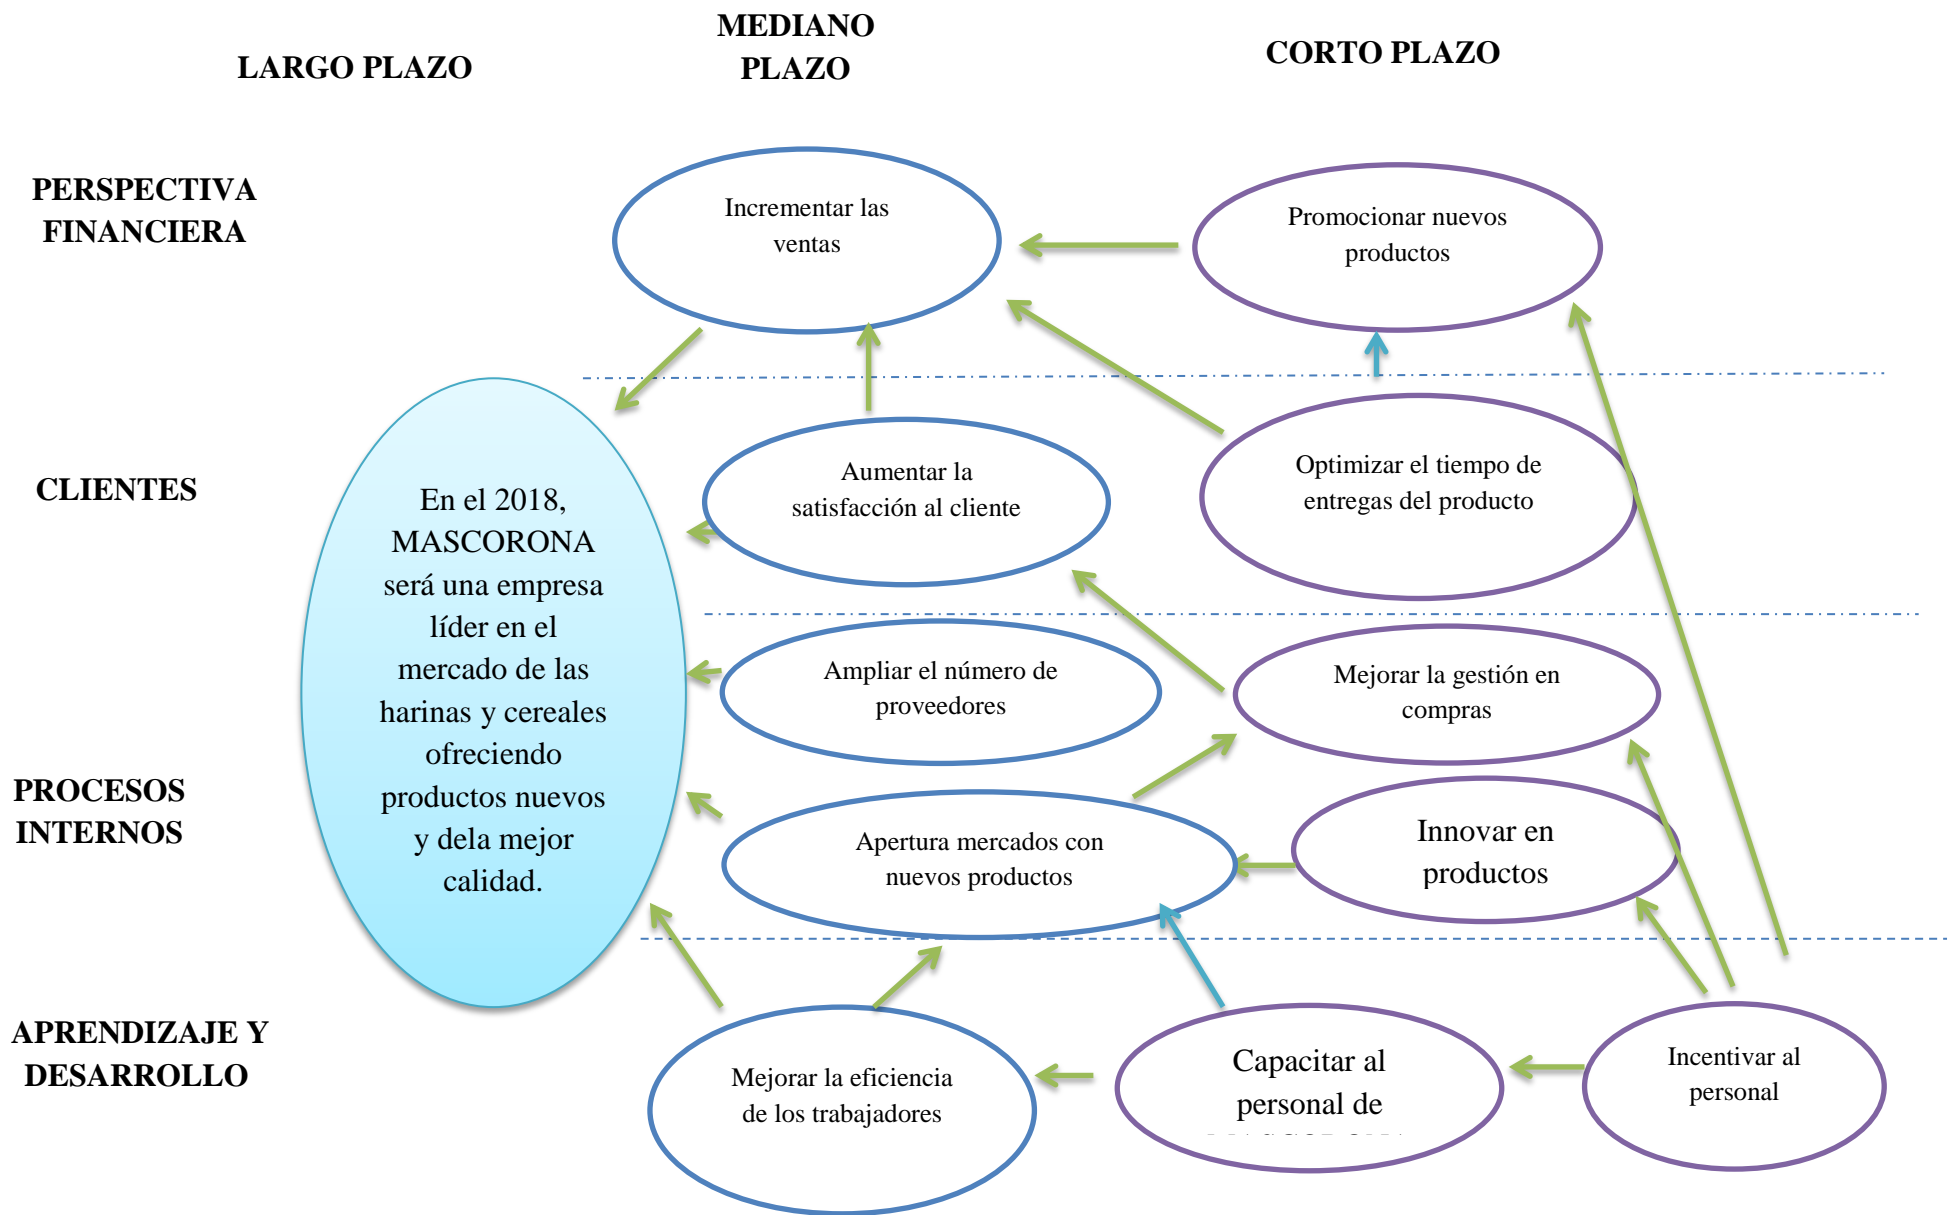 LARGO PLAZO
MEDIANO
PLAZO
CORTO PLAZO
PERSPECTIVA
FINANCIERA
Incrementar las
ventas
Promocionar nuevos
productos
CLIENTES
En el 2018,
MASCORONA
será una empresa
líder en el
mercado de las
harinas y cereales
ofreciendo
productos nuevos
y dela mejor
calidad.
Aumentar la
satisfacción al cliente
Optimizar el tiempo de
entregas del producto
PROCESOS
INTERNOS
Ampliar el número de
proveedores
Mejorar la gestión en
compras
Apertura mercados con
nuevos productos
Innovar en
productos
APRENDIZAJE Y
DESARROLLO
Mejorar la eficiencia
de los trabajadores
Capacitar al
personal de
Incentivar al
personal